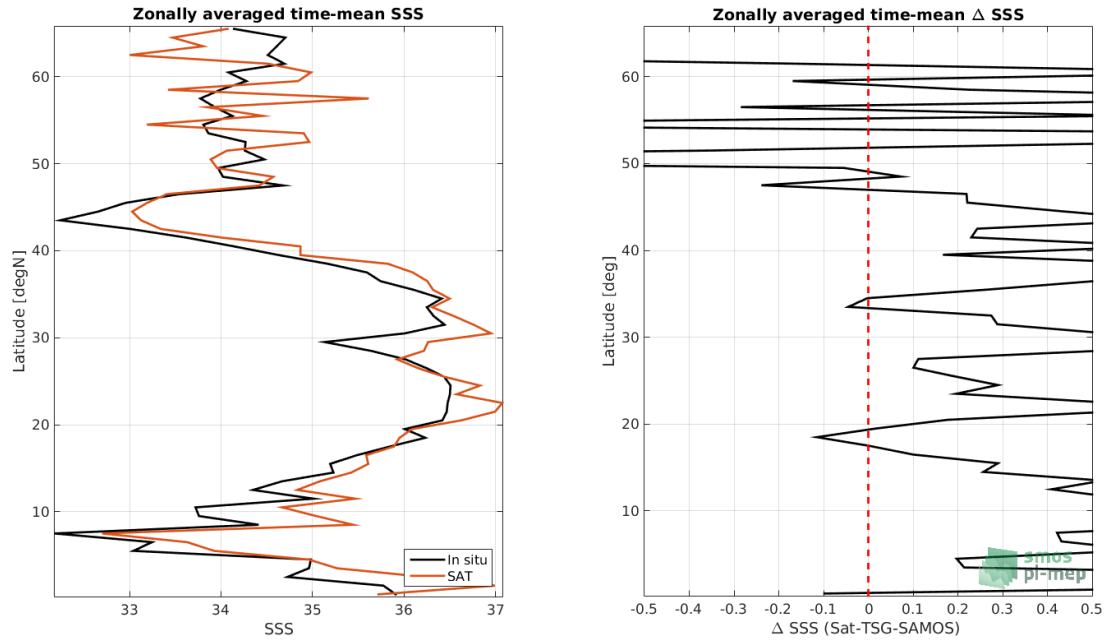 Zonally averaged time-mean SSS
Latitude [degN]
60
50
40
30
20
10
33
34
35
36
37
SSS
In situ
SAT
Zonally averaged time-mean Δ SSS
Latitude [deg]
60
50
40
30
20
10
-0.5
-0.4
-0.3
-0.2
-0.1
0
0.1
0.2
0.3
0.4
0.5
Δ SSS (Sat-TSG-SAMOS)
smos
pi-mep